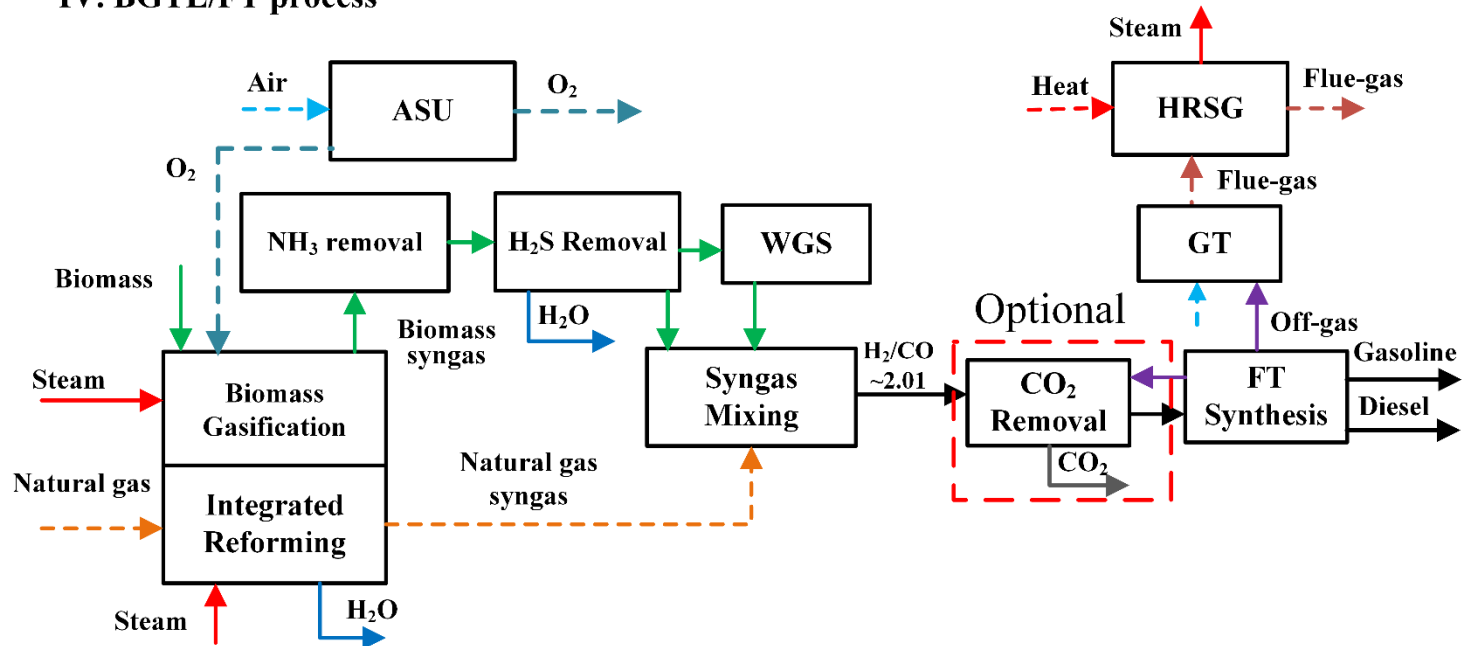 IV. BGTL/FT process
Steam
Air
ASU
O₂
Heat
HRSG
Flue-gas
O₂
Flue-gas
NH₃ removal
H₂S Removal
WGS
GT
Biomass
Biomass
syngas
H₂O
Optional
Off-gas
Steam
Biomass
Gasification
Syngas
Mixing
H₂/CO
~2.01
CO₂
Removal
FT
Synthesis
Gasoline
Diesel
CO₂
Natural gas
Integrated
Reforming
Natural gas
syngas
Steam
H₂O